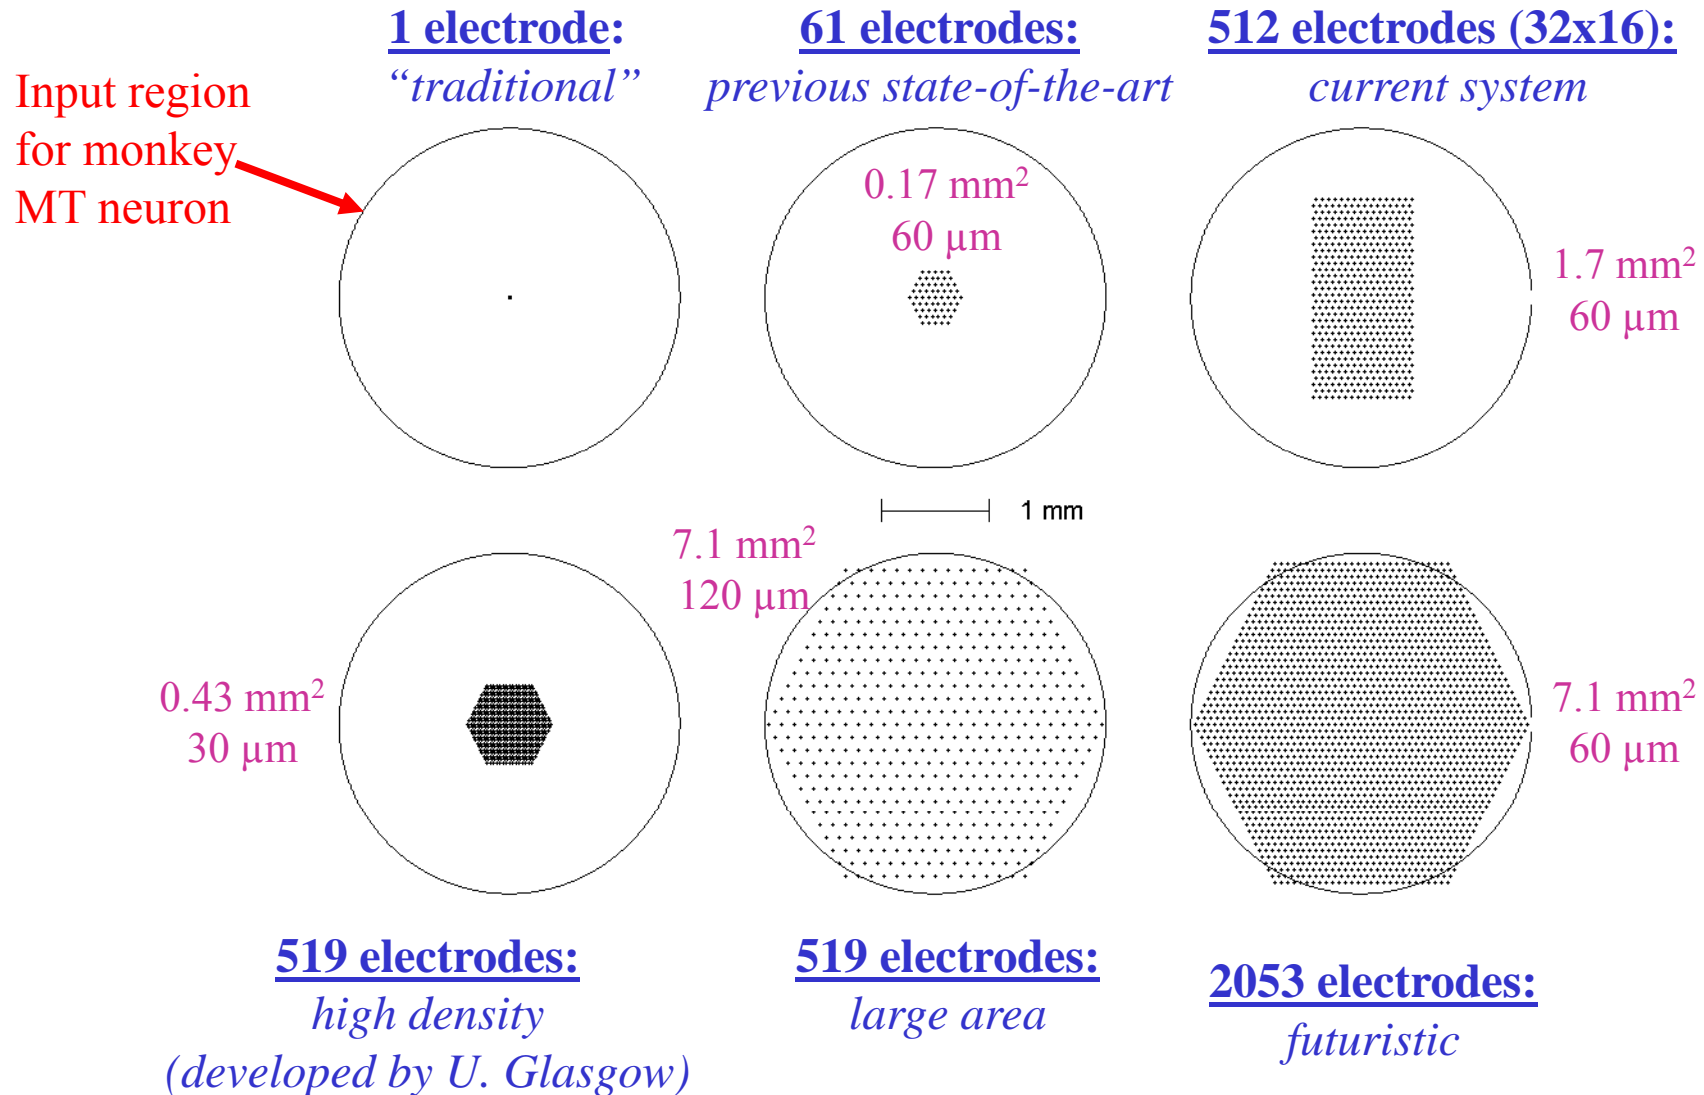 1 electrode:
“traditional”
61 electrodes:
previous state-of-the-art
512 electrodes (32x16):
current system
Input region
for monkey
MT neuron
0.17 mm²
60 µm
1.7 mm²
60 µm
1 mm
7.1 mm²
120 µm
0.43 mm²
30 µm
7.1 mm²
60 µm
519 electrodes:
high density
(developed by U. Glasgow)
519 electrodes:
large area
2053 electrodes:
futuristic